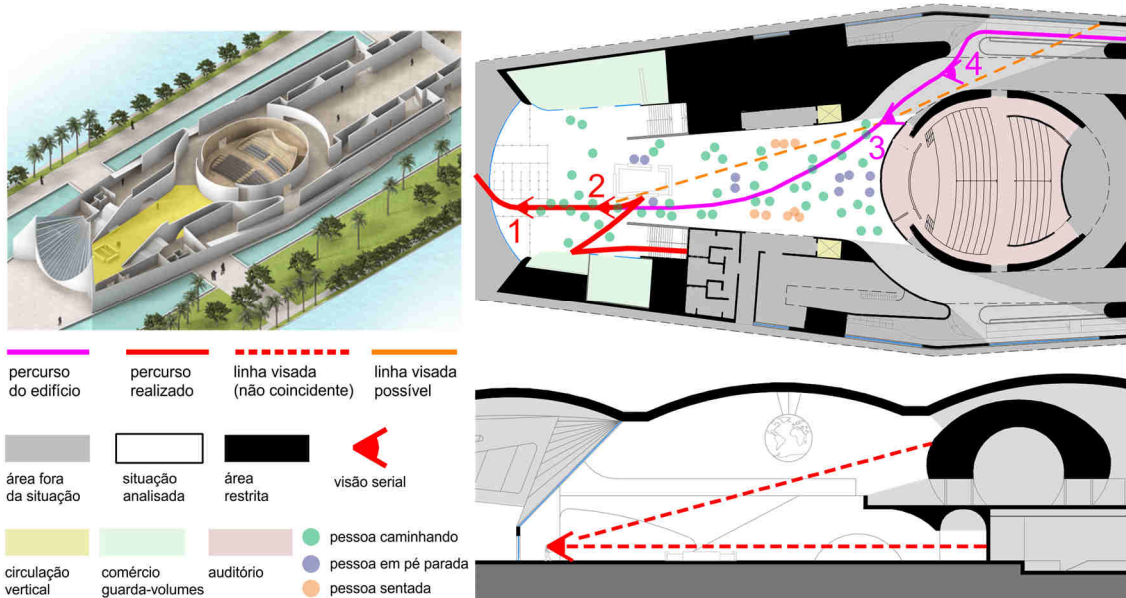 1
2
3
4
percurso
do edifício
percurso
realizado
linha visada
(não coincidente)
linha visada
possível
área fora
da situação
situação
analisada
área
restrita
visão serial
circulação
vertical
comércio
guarda-volumes
auditório
pessoa caminhando
pessoa em pé parada
pessoa sentada